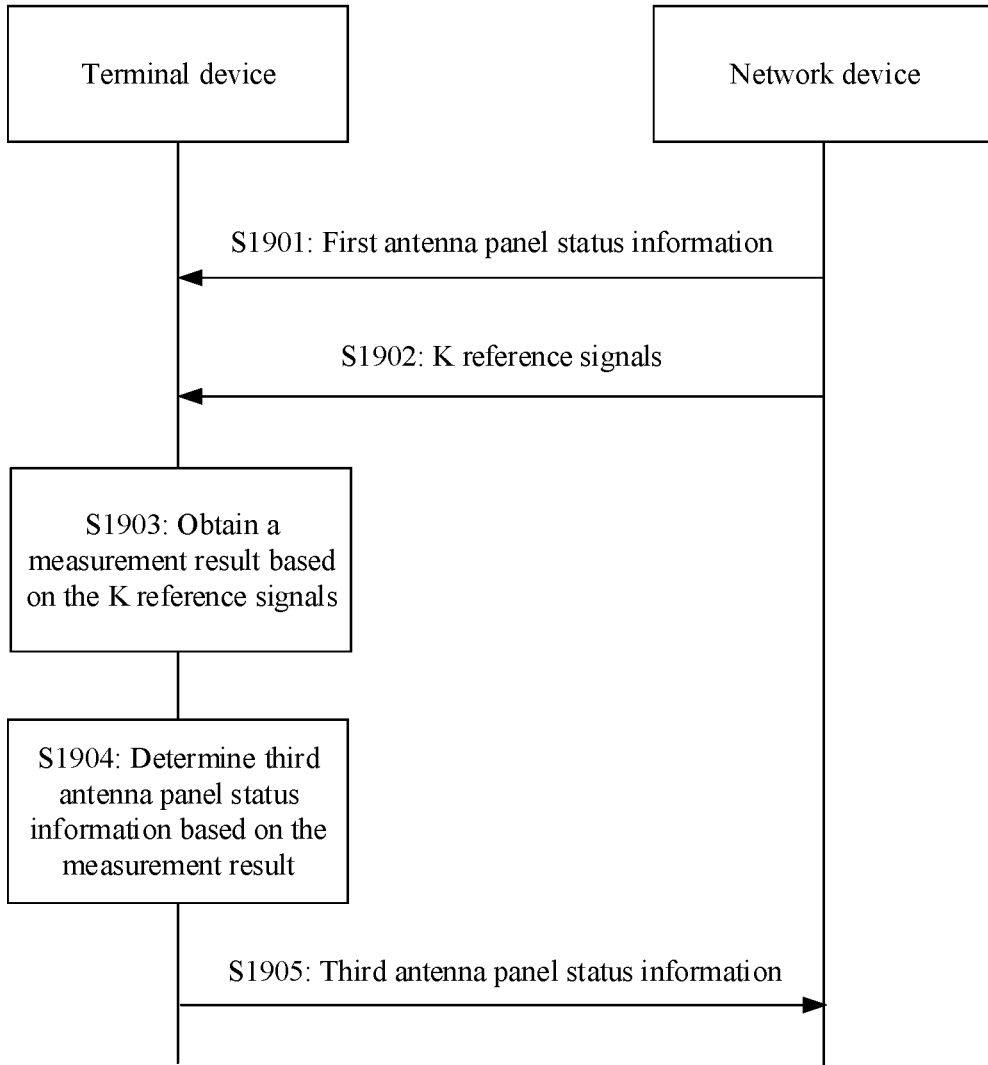 Terminal device
Network device
S1901: First antenna panel status information
S1902: K reference signals
S1903: Obtain a
measurement result based
on the K reference signals
S1904: Determine third
antenna panel status
information based on the
measurement result
S1905: Third antenna panel status information